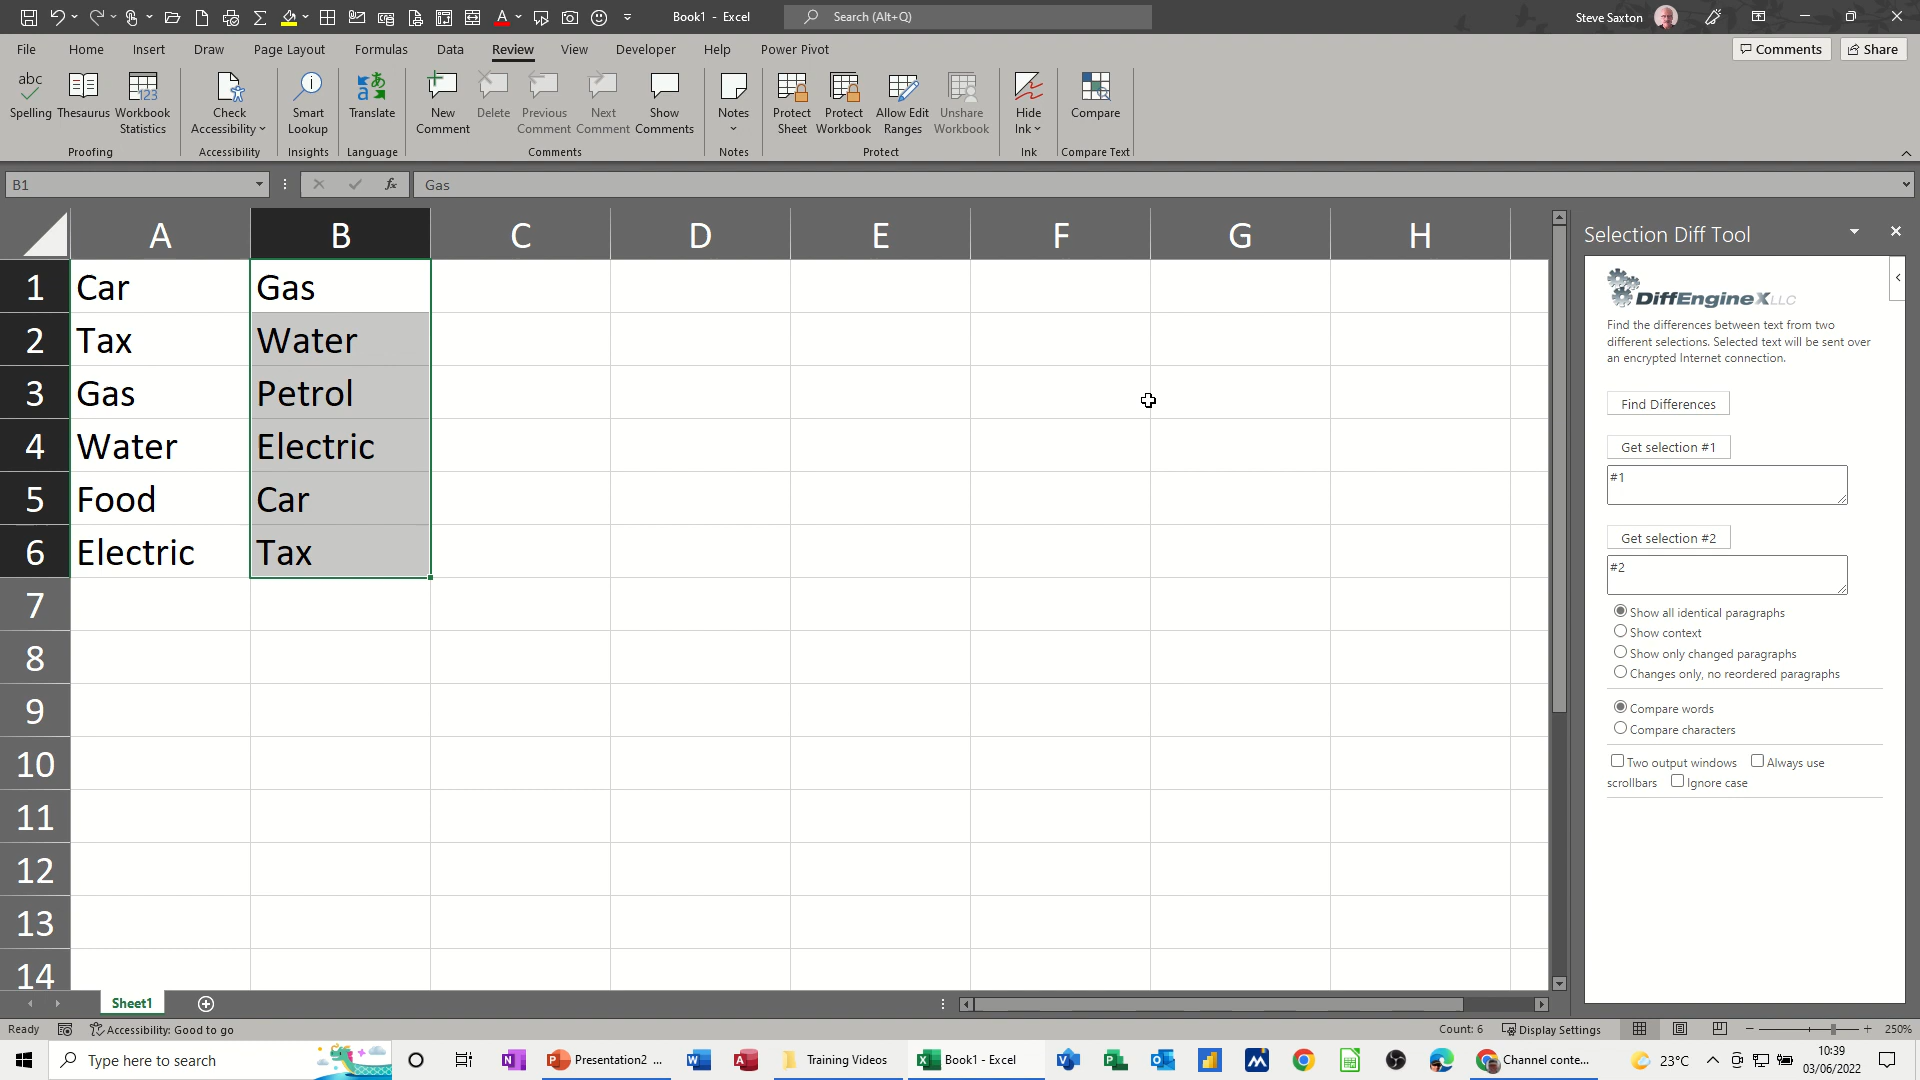 Book1 - Excel
Search (Alt+Q)
Steve Saxton
File Home Insert Draw Page Layout Formulas Data Review View Developer Help Power Pivot
Comments Share
abc
Spelling Thesaurus Workbook Statistics
Check Accessibility
Smart Lookup
Translate
New Comment Delete Previous Comment Next Comment Show Comments
Notes
Protect Sheet Protect Workbook Allow Edit Ranges Unshare Workbook
Hide Ink
Compare
Proofing Accessibility Insights Language Comments Notes Protect Ink Compare Text
B1 fx Gas
A B C D E F G H
1 Car Gas
2 Tax Water
3 Gas Petrol
4 Water Electric
5 Food Car
6 Electric Tax
7
8
9
10
11
12
13
14
Selection Diff Tool
DiffEngineX LLC
Find the differences between text from two
different selections. Selected text will be sent over
an encrypted Internet connection.
Find Differences
Get selection #1
#1
Get selection #2
#2
Show all identical paragraphs
Show context
Show only changed paragraphs
Changes only, no reordered paragraphs
Compare words
Compare characters
Two output windows Always use
scrollbars Ignore case
Sheet1
Ready Accessibility: Good to go Count: 6 Display Settings 250%
Type here to search
Presentation2 ...
Training Videos
Book1 - Excel
Channel conte...
23°C
10:39
03/06/2022